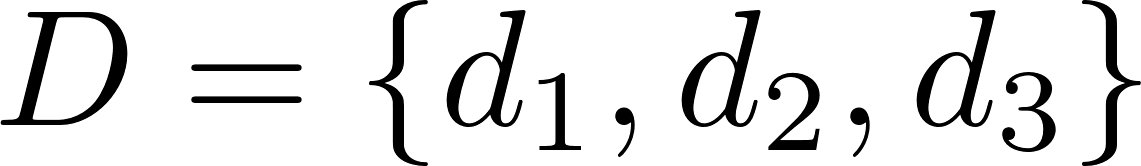 D = {d₁, d₂, d₃}